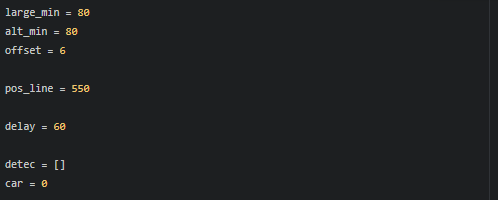 large_min = 80
alt_min = 80
offset = 6
pos_line = 550
delay = 60
detec = []
car = 0